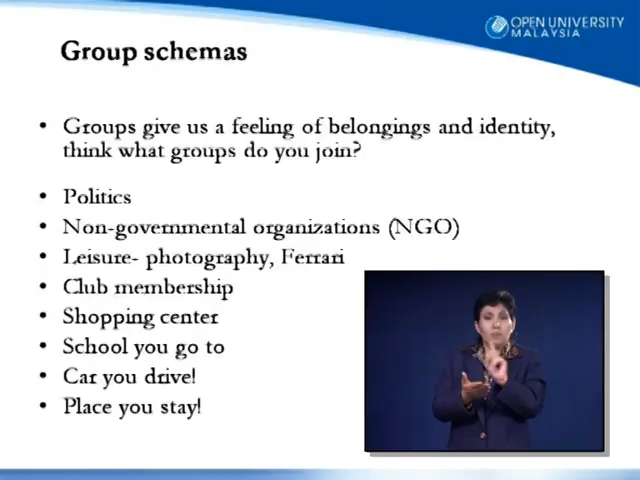 OPEN UNIVERSITY
MALAYSIA
Group schemas
• Groups give us a feeling of belongings and identity,
think what groups do you join?
• Politics
• Non-governmental organizations (NGO)
• Leisure- photography, Ferrari
• Club membership
• Shopping center
• School you go to
• Car you drive!
• Place you stay!